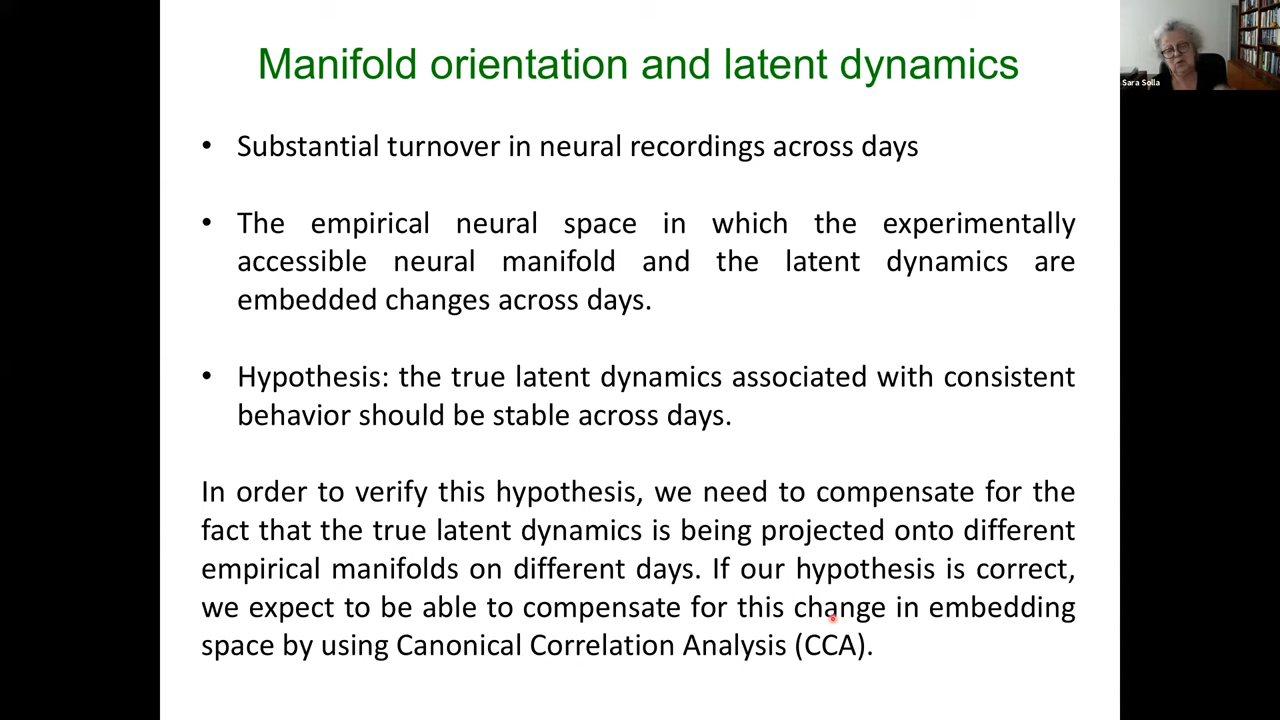 Manifold orientation and latent dynamics
Sara Solla
• Substantial turnover in neural recordings across days
• The empirical neural space in which the experimentally
accessible neural manifold and the latent dynamics are
embedded changes across days.
• Hypothesis: the true latent dynamics associated with consistent
behavior should be stable across days.
In order to verify this hypothesis, we need to compensate for the
fact that the true latent dynamics is being projected onto different
empirical manifolds on different days. If our hypothesis is correct,
we expect to be able to compensate for this change in embedding
space by using Canonical Correlation Analysis (CCA).